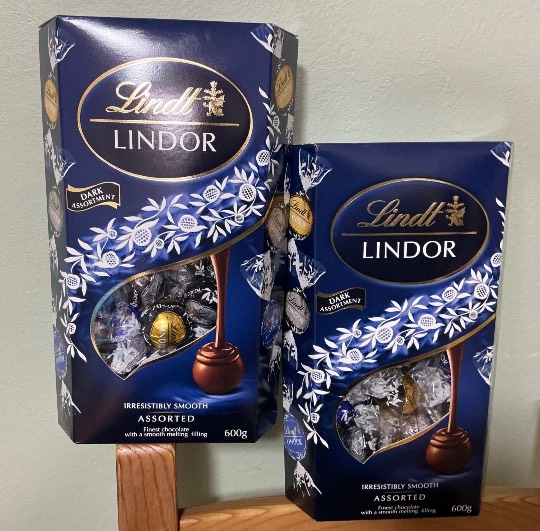 Lindt
LINDOR
DARK
ASSORTMENT
IRRESISTIBLY SMOOTH
ASSORTED
Finest chocolate
with a smooth melting filling
600g
Lindt
LINDOR
DARK
ASSORTMENT
IRRESISTIBLY SMOOTH
ASSORTED
Finest chocolate
with a smooth melting filling
600g
Lindt